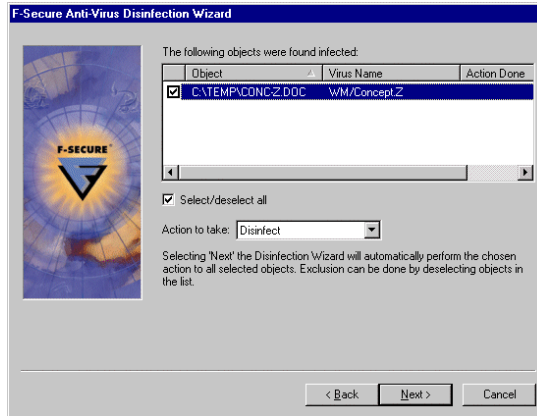 F-Secure Anti-Virus Disinfection Wizard
The following objects were found infected:
Object Virus Name Action Done
C:\TEMP\CONC-Z.DOC WM/Concept.Z
F-SECURE
Select/deselect all
Action to take: Disinfect
Selecting 'Next' the Disinfection Wizard will automatically perform the chosen
action to all selected objects. Exclusion can be done by deselecting objects in
the list.
< Back Next > Cancel